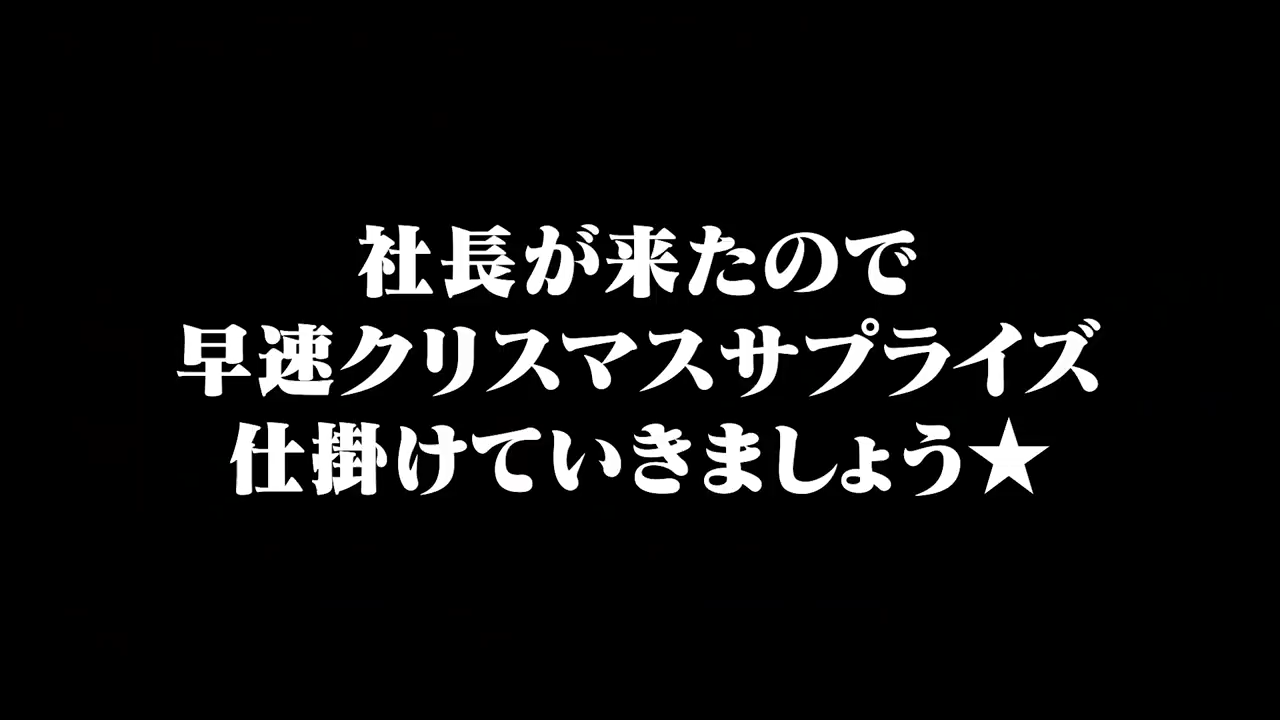 社長が来たので
早速クリスマスサプライズ
仕掛けていきましょう★